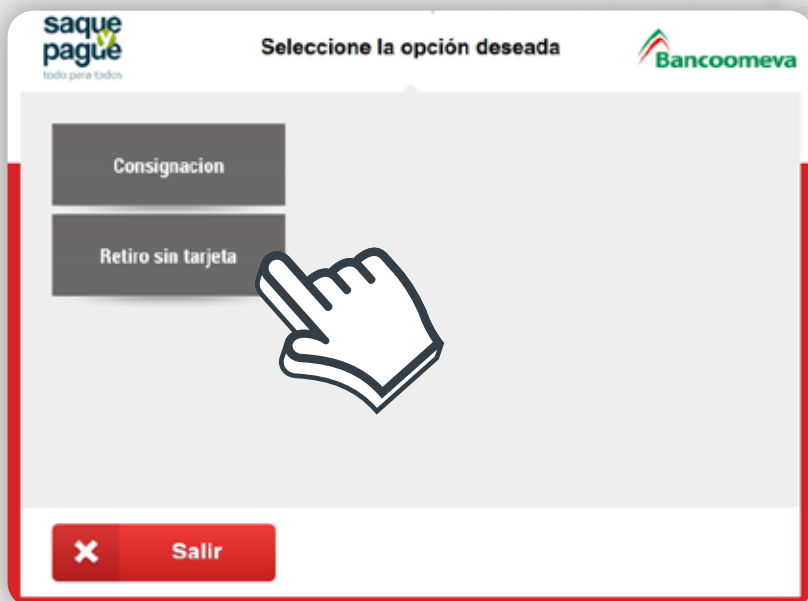 saque
y
pague
todo para todos
Seleccione la opción deseada
Bancoomeva
Consignacion
Retiro sin tarjeta
Salir